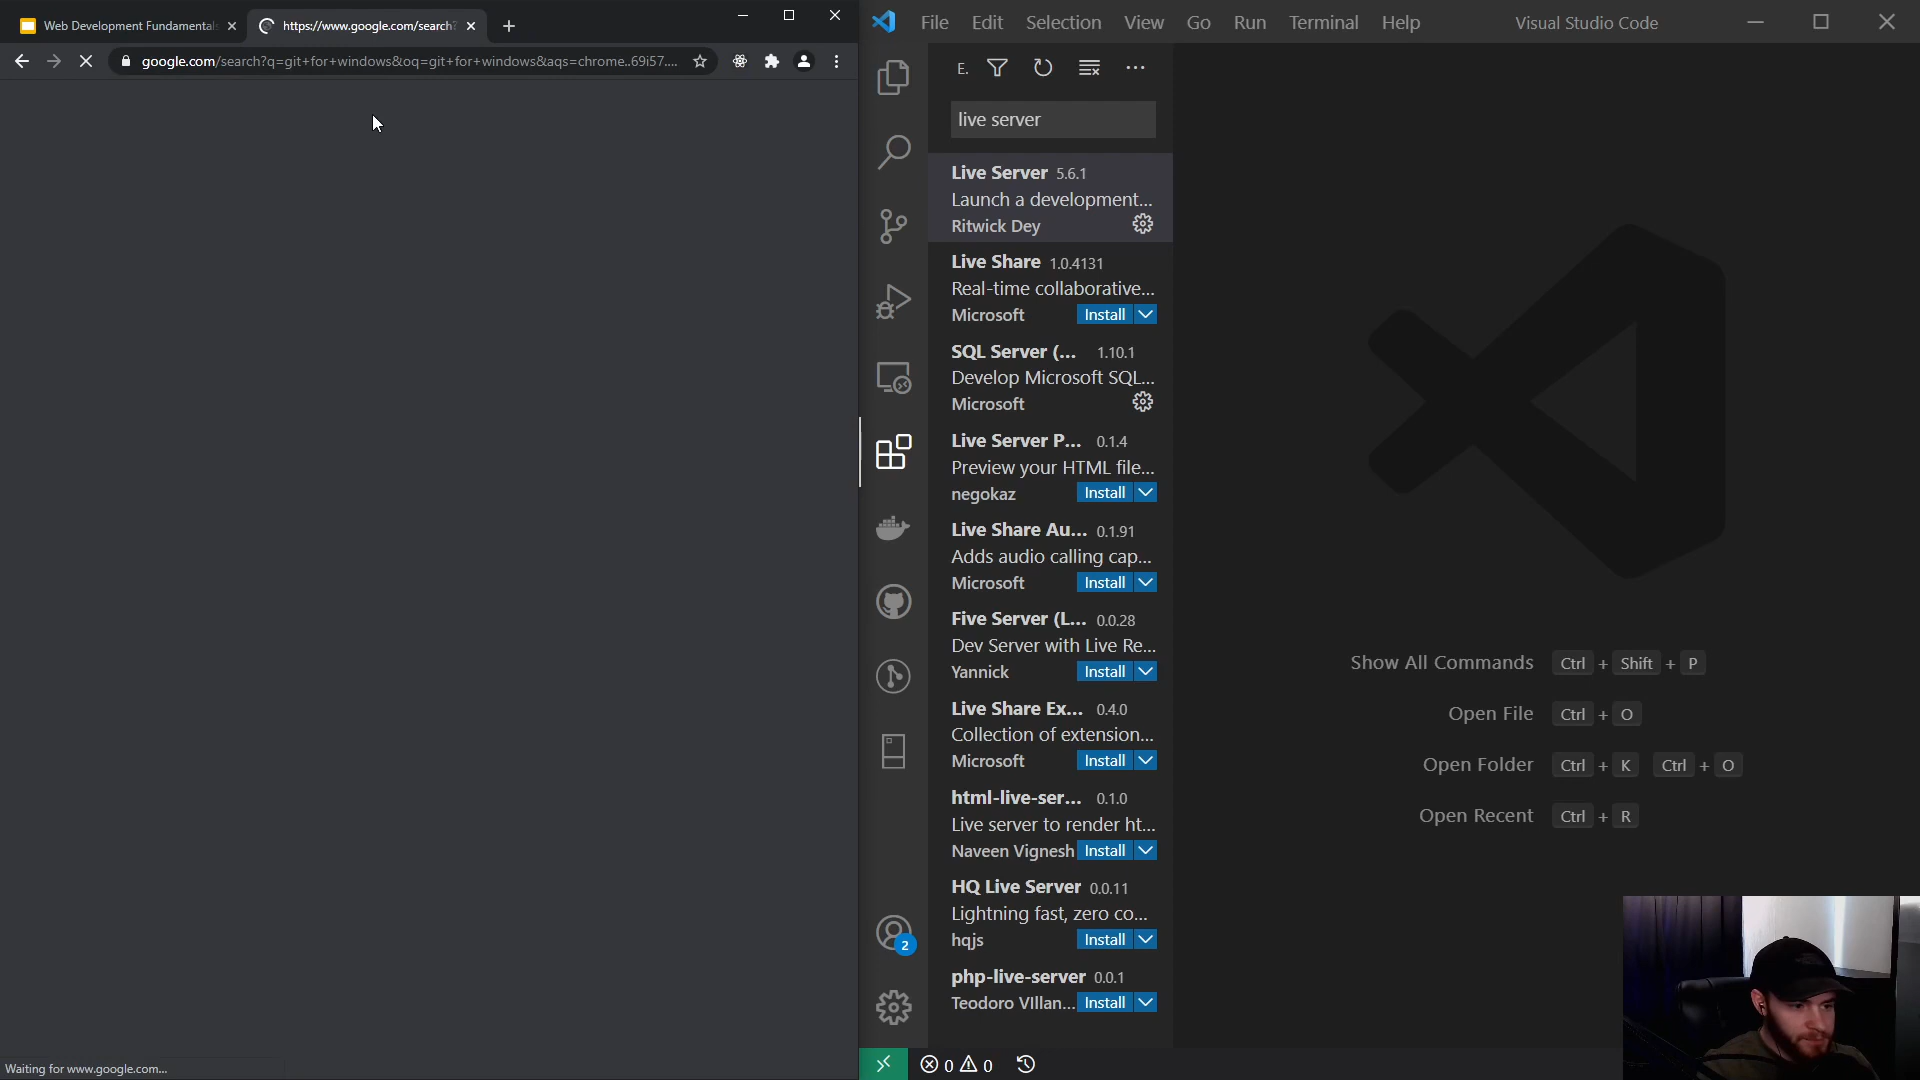 Web Development Fundamentals
https://www.google.com/search?
google.com/search?q=git+for+windows&oq=git+for+windows&aqs=chrome..69i57....
Waiting for www.google.com...
File Edit Selection View Go Run Terminal Help
Visual Studio Code
E.
live server
Live Server 5.6.1
Launch a development...
Ritwick Dey
Live Share 1.0.4131
Real-time collaborative...
Microsoft Install
SQL Server (... 1.10.1
Develop Microsoft SQL...
Microsoft
Live Server P... 0.1.4
Preview your HTML file...
negokaz Install
Live Share Au... 0.1.91
Adds audio calling cap...
Microsoft Install
Five Server (L... 0.0.28
Dev Server with Live Re...
Yannick Install
Live Share Ex... 0.4.0
Collection of extension...
Microsoft Install
html-live-ser... 0.1.0
Live server to render ht...
Naveen Vignesh Install
HQ Live Server 0.0.11
Lightning fast, zero co...
hqjs Install
php-live-server 0.0.1
Teodoro VIllan... Install
2
0 0
Show All Commands Ctrl + Shift + P
Open File Ctrl + O
Open Folder Ctrl + K Ctrl + O
Open Recent Ctrl + R